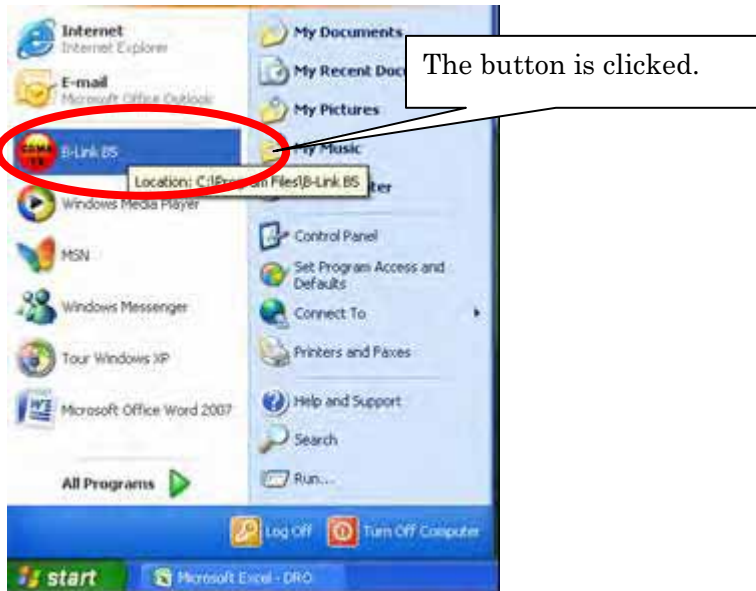 Internet
Internet Explorer
E-mail
Microsoft Office Outlook
B-Link BS
Location: C:\Program Files\B-Link BS
Windows Media Player
MSN
Windows Messenger
Tour Windows XP
Microsoft Office Word 2007
All Programs
My Documents
My Recent Doc
My Pictures
My Music
ter
Control Panel
Set Program Access and
Defaults
Connect To
Printers and Faxes
Help and Support
Search
Run...
The button is clicked.
Log Off
Turn Off Computer
start
Microsoft Excel - DRO